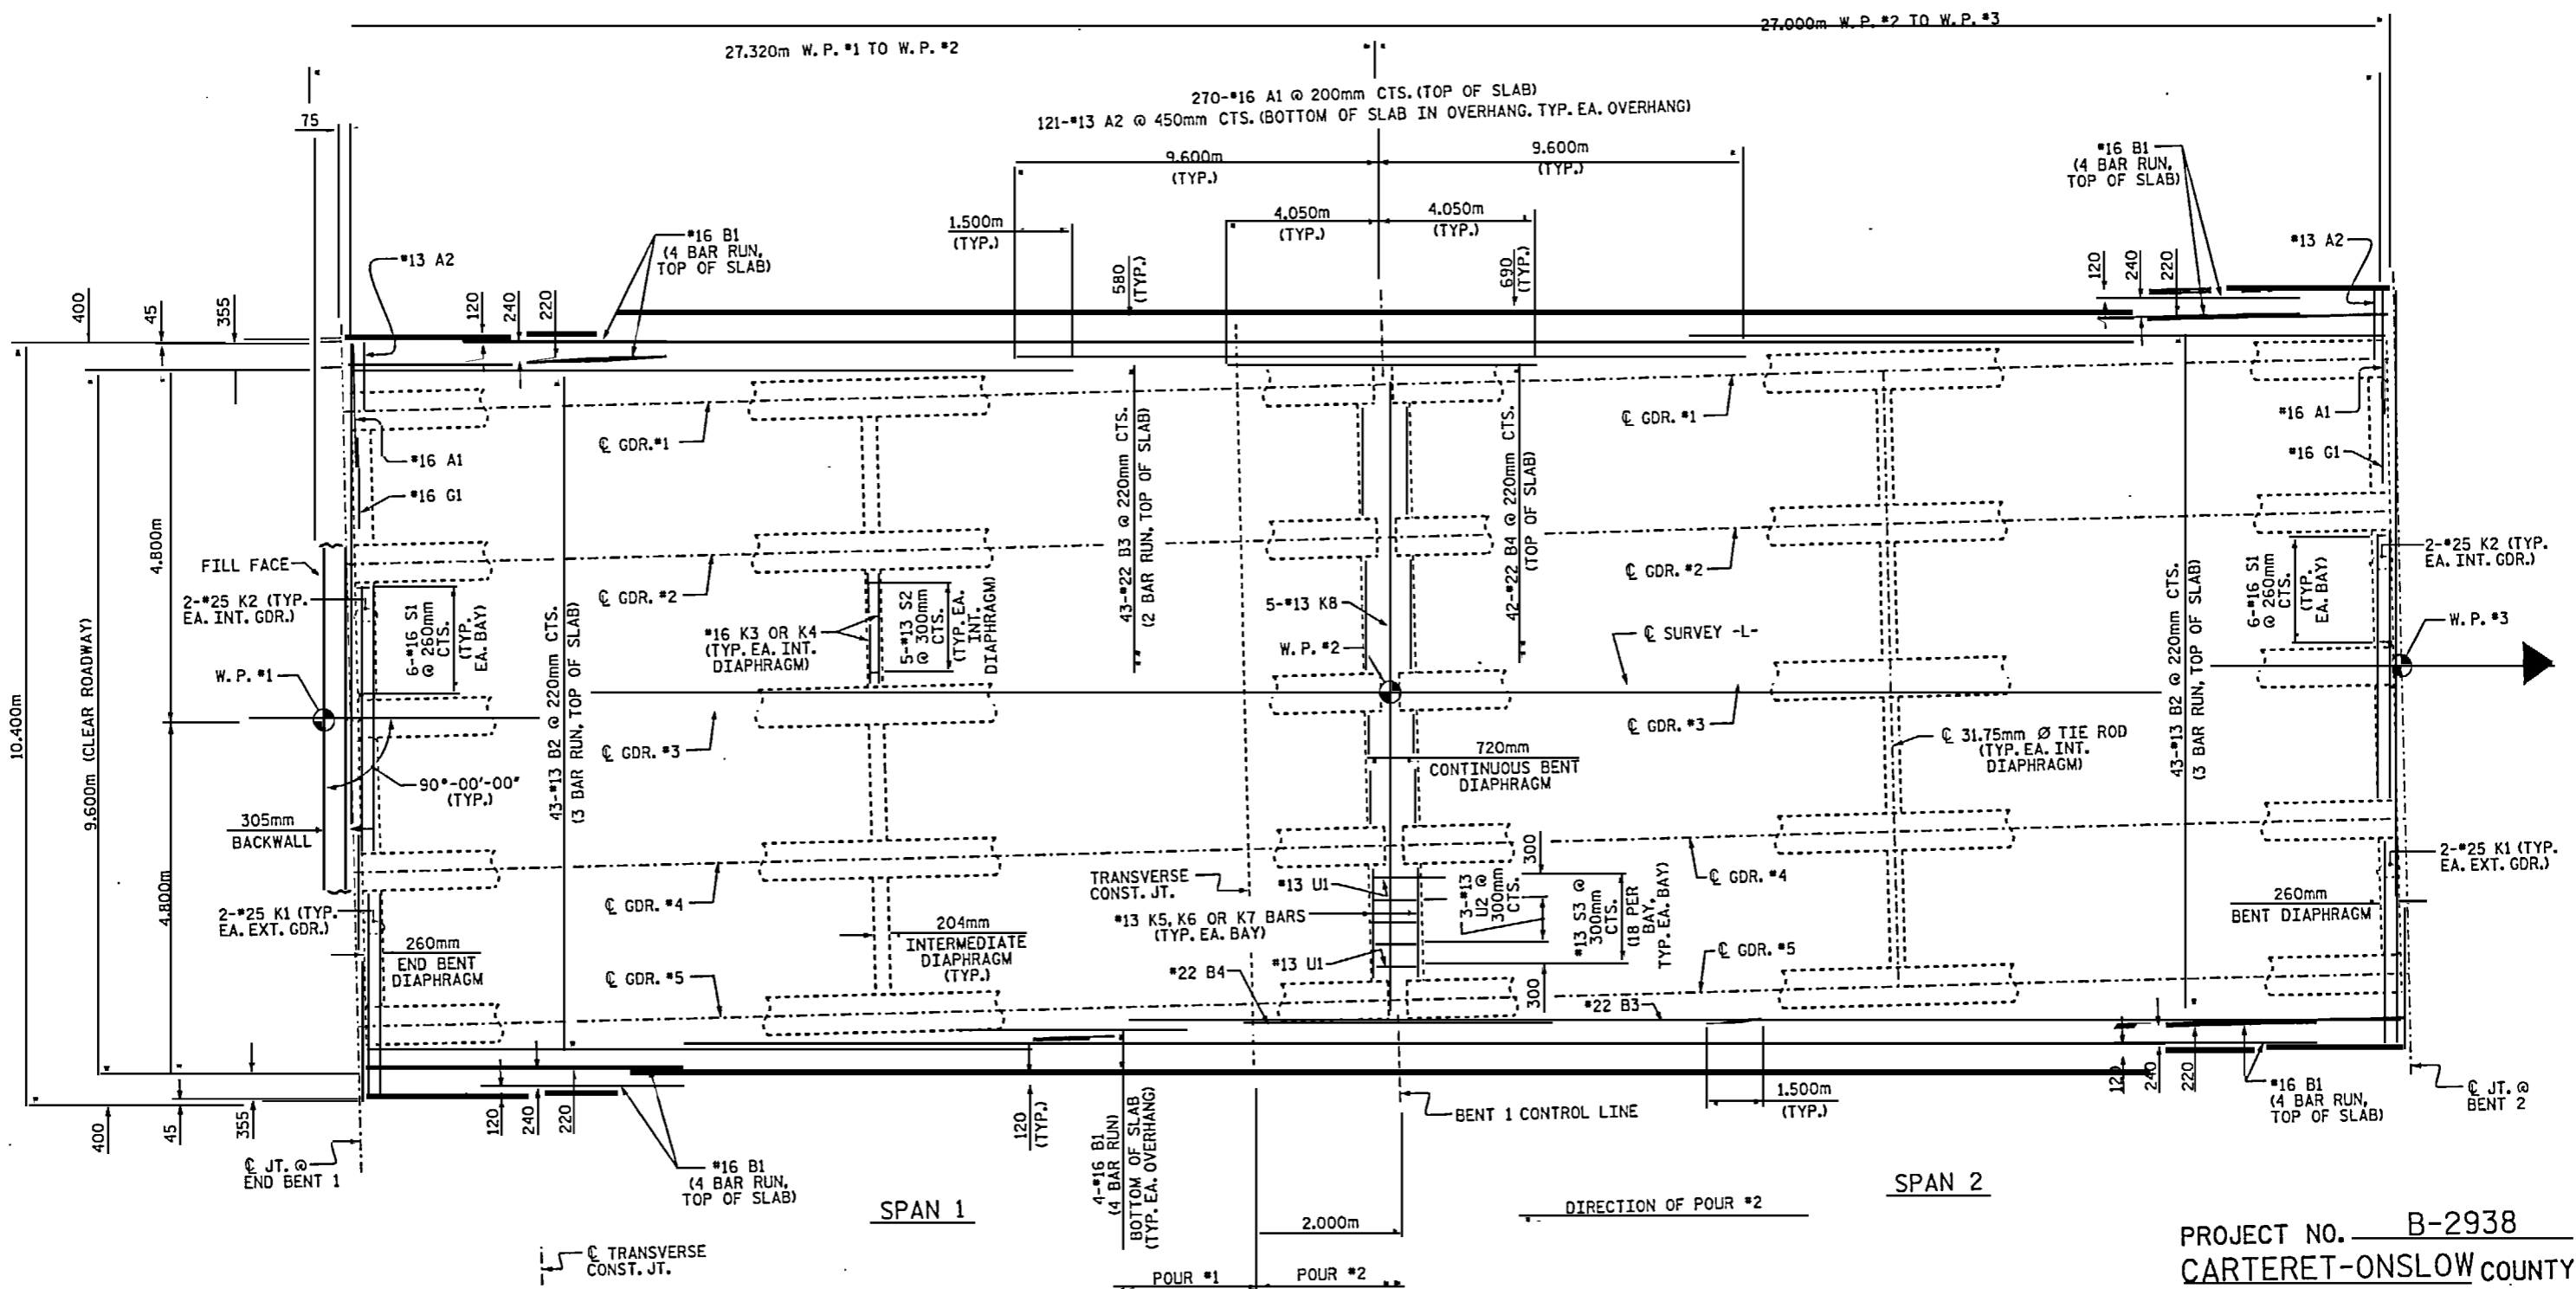 27.000m W.P.#2 TO W.P.#3
27.320m W.P.#1 TO W.P.#2
270-#16 A1 @ 200mm CTS. (TOP OF SLAB)
121-#13 A2 @ 450mm CTS. (BOTTOM OF SLAB IN OVERHANG. TYP. EA. OVERHANG)
75
9.600m
(TYP.)
9.600m
(TYP.)
#16 B1
(4 BAR RUN,
TOP OF SLAB)
1.500m
(TYP.)
4.050m
(TYP.)
4.050m
(TYP.)
#16 B1
(4 BAR RUN,
TOP OF SLAB)
#13 A2
#13 A2
400
45
355
120
240
220
580
(TYP.)
690
(TYP.)
120
240
220
℄ GDR.#1
℄ GDR. #1
#16 A1
#16 A1
#16 G1
#16 G1
43-#22 B3 @ 220mm CTS.
(2 BAR RUN, TOP OF SLAB)
42-#22 B4 @ 220mm CTS.
(TOP OF SLAB)
4.800m
FILL FACE
2-#25 K2 (TYP.
EA. INT. GDR.)
6-#16 S1
@ 260mm
CTS.
(TYP.
EA. BAY)
℄ GDR. #2
#16 K3 OR K4
(TYP. EA. INT.
DIAPHRAGM)
5-#13 S2
@ 300mm
CTS.
(TYP. EA.
INT.
DIAPHRAGM)
5-#13 K8
℄ GDR. #2
6-#16 S1
@ 260mm
CTS.
(TYP.
EA. BAY)
2-#25 K2 (TYP.
EA. INT. GDR.)
W.P. #1
W.P. #2
℄ SURVEY -L-
W.P. #3
10.400m
9.600m (CLEAR ROADWAY)
43-#13 B2 @ 220mm CTS.
(3 BAR RUN, TOP OF SLAB)
43-#13 B2 @ 220mm CTS.
(3 BAR RUN, TOP OF SLAB)
℄ GDR. #3
℄ GDR. #3
90°-00'-00"
(TYP.)
720mm
CONTINUOUS BENT
DIAPHRAGM
℄ 31.75mm Ø TIE ROD
(TYP. EA. INT.
DIAPHRAGM)
305mm
BACKWALL
4.800m
TRANSVERSE
CONST. JT.
#13 U1
#13 K5, K6 OR K7 BARS
(TYP. EA. BAY)
300
3-#13
U2 @
300mm
CTS.
#13 S3 @
300mm
CTS.
(18 PER
BAY.
TYP. EA. BAY)
℄ GDR. #4
℄ GDR. #4
2-#25 K1 (TYP.
EA. EXT. GDR.)
2-#25 K1 (TYP.
EA. EXT. GDR.)
260mm
END BENT
DIAPHRAGM
204mm
INTERMEDIATE
DIAPHRAGM
(TYP.)
260mm
BENT DIAPHRAGM
℄ GDR. #5
#22 B4
#13 U1
300
℄ GDR. #5
#22 B3
400
45
355
120
240
220
120
(TYP.)
4-#16 B1
(4 BAR RUN)
BOTTOM OF SLAB
(TYP. EA. OVERHANG)
BENT 1 CONTROL LINE
1.500m
(TYP.)
120
240
220
#16 B1
(4 BAR RUN,
TOP OF SLAB)
℄ JT. @
BENT 2
℄ JT. @
END BENT 1
#16 B1
(4 BAR RUN,
TOP OF SLAB)
SPAN 1
SPAN 2
2.000m
DIRECTION OF POUR #2
℄ TRANSVERSE
CONST. JT.
POUR #1
POUR #2
PROJECT NO. B-2938
CARTERET-ONSLOW COUNTY